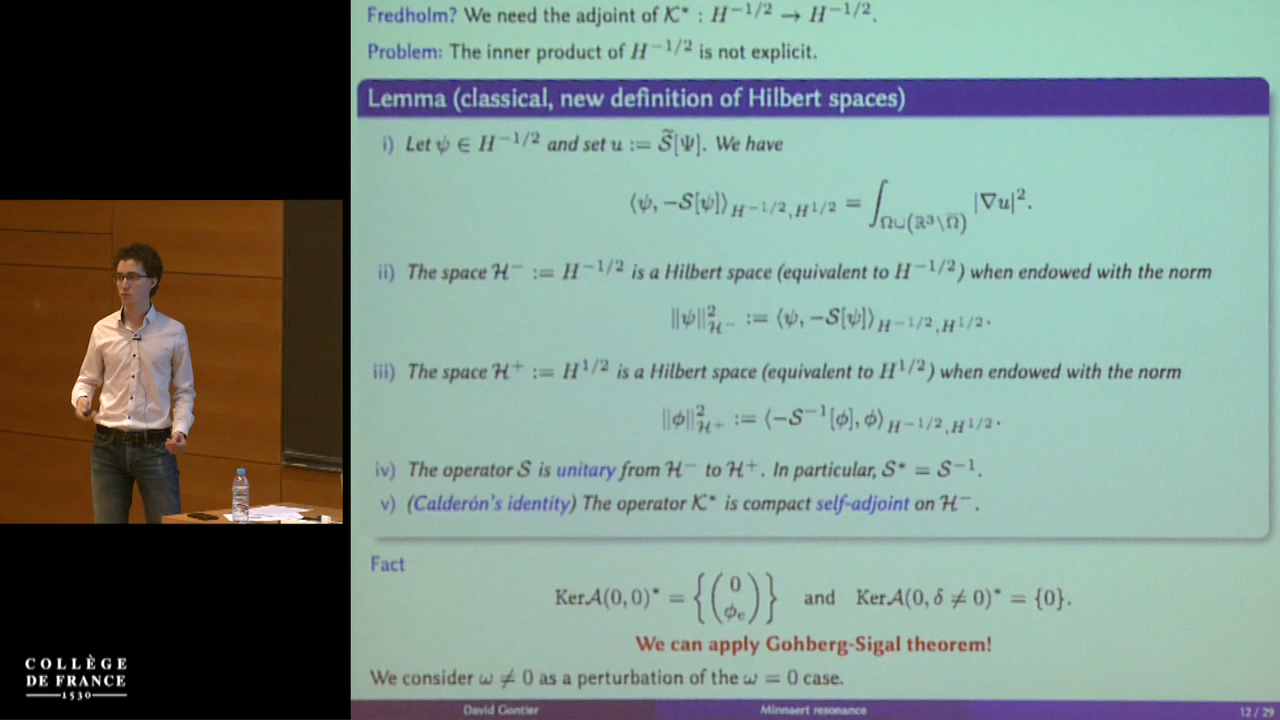 Fredholm? We need the adjoint of 𝒦* : H^{-1/2} → H^{-1/2}.
Problem: The inner product of H^{-1/2} is not explicit.
Lemma (classical, new definition of Hilbert spaces)
i) Let ψ ∈ H^{-1/2} and set u := S̃[Ψ]. We have
⟨ψ, −S[ψ]⟩_{H^{-1/2},H^{1/2}} = ∫_{Ω∪(ℝ³\Ω̄)} |∇u|².
ii) The space ℋ⁻ := H^{-1/2} is a Hilbert space (equivalent to H^{-1/2}) when endowed with the norm
‖ψ‖²_{ℋ⁻} := ⟨ψ, −S[ψ]⟩_{H^{-1/2},H^{1/2}}.
iii) The space ℋ⁺ := H^{1/2} is a Hilbert space (equivalent to H^{1/2}) when endowed with the norm
‖φ‖²_{ℋ⁺} := ⟨−S^{-1}[φ], φ⟩_{H^{-1/2},H^{1/2}}.
iv) The operator S is unitary from ℋ⁻ to ℋ⁺. In particular, S* = S^{-1}.
v) (Calderón's identity) The operator 𝒦* is compact self-adjoint on ℋ⁻.
Fact
Ker𝒜(0,0)* = {(0 φ_e)} and Ker𝒜(0, δ ≠ 0)* = {0}.
We can apply Gohberg-Sigal theorem!
We consider ω ≠ 0 as a perturbation of the ω = 0 case.
David Gontier Minnaert resonance 12 / 29
COLLÈGE
DE FRANCE
1530